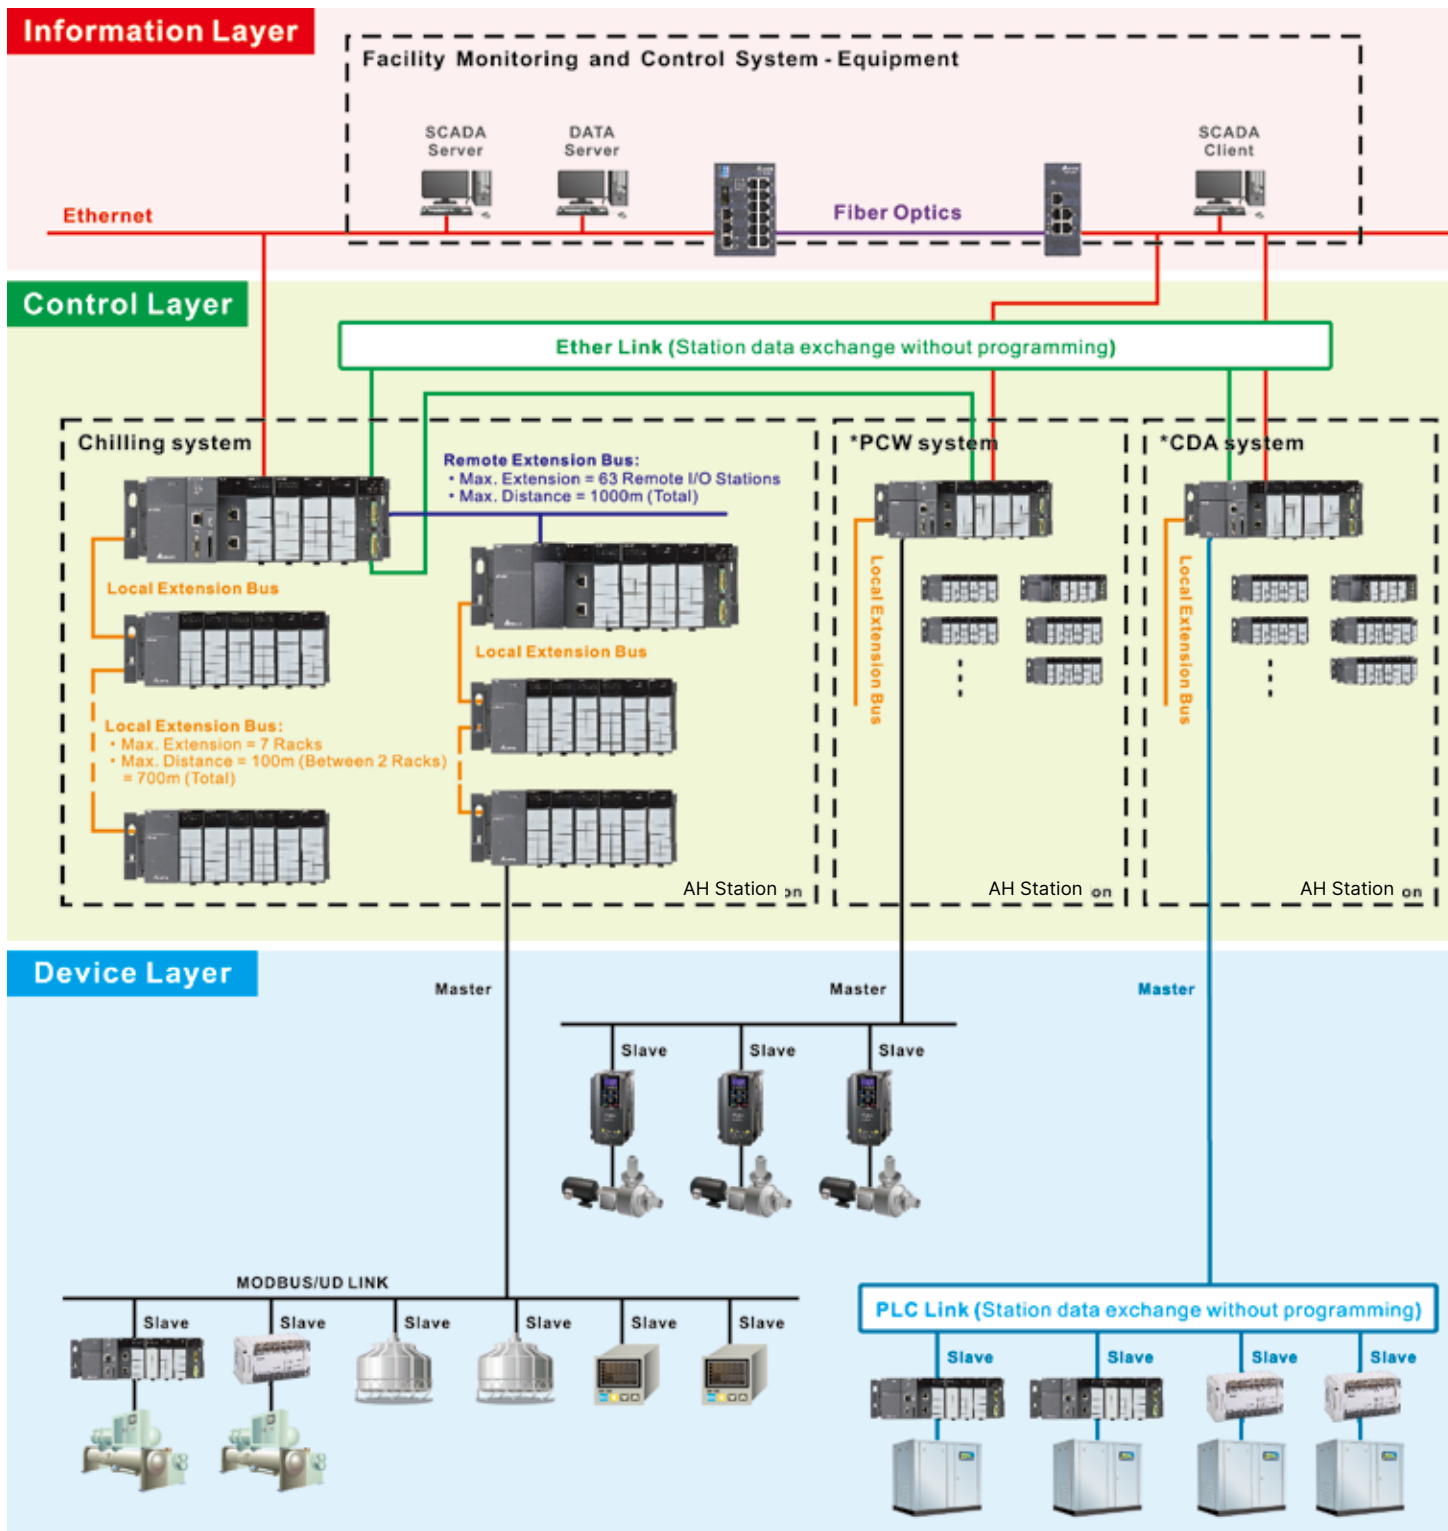 Information Layer
Facility Monitoring and Control System - Equipment
SCADA
Server
DATA
Server
SCADA
Client
Ethernet
Fiber Optics
Control Layer
Ether Link (Station data exchange without programming)
Chilling system
*PCW system
*CDA system
Remote Extension Bus:
• Max. Extension = 63 Remote I/O Stations
• Max. Distance = 1000m (Total)
Local Extension Bus
Local Extension Bus
Local Extension Bus
Local Extension Bus
Local Extension Bus:
• Max. Extension = 7 Racks
• Max. Distance = 100m (Between 2 Racks)
= 700m (Total)
AH Station on
AH Station on
AH Station on
Device Layer
Master
Master
Master
Slave
Slave
Slave
MODBUS/UD LINK
Slave
Slave
Slave
Slave
Slave
Slave
PLC Link (Station data exchange without programming)
Slave
Slave
Slave
Slave